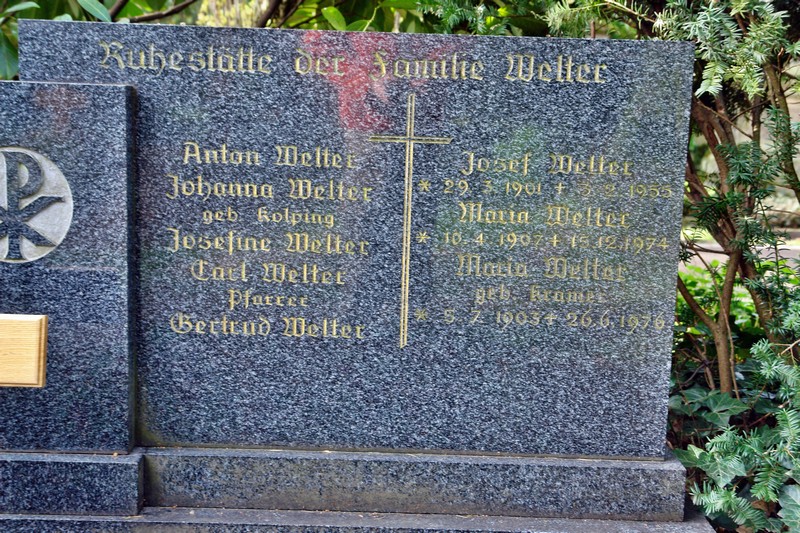 Ruhestätte der Familie Welter
Anton Welter
Johanna Welter
geb. Kolping
Josefine Welter
Carl Welter
Pfarrer
Gertrud Welter
Josef Welter
* 29. 3. 1901 + 3. 2. 1955
Maria Welter
* 10. 4. 1907 + 15. 12. 1974
Maria Welter
geb. Kramer
* 5. 7. 1903 + 26. 6. 1976